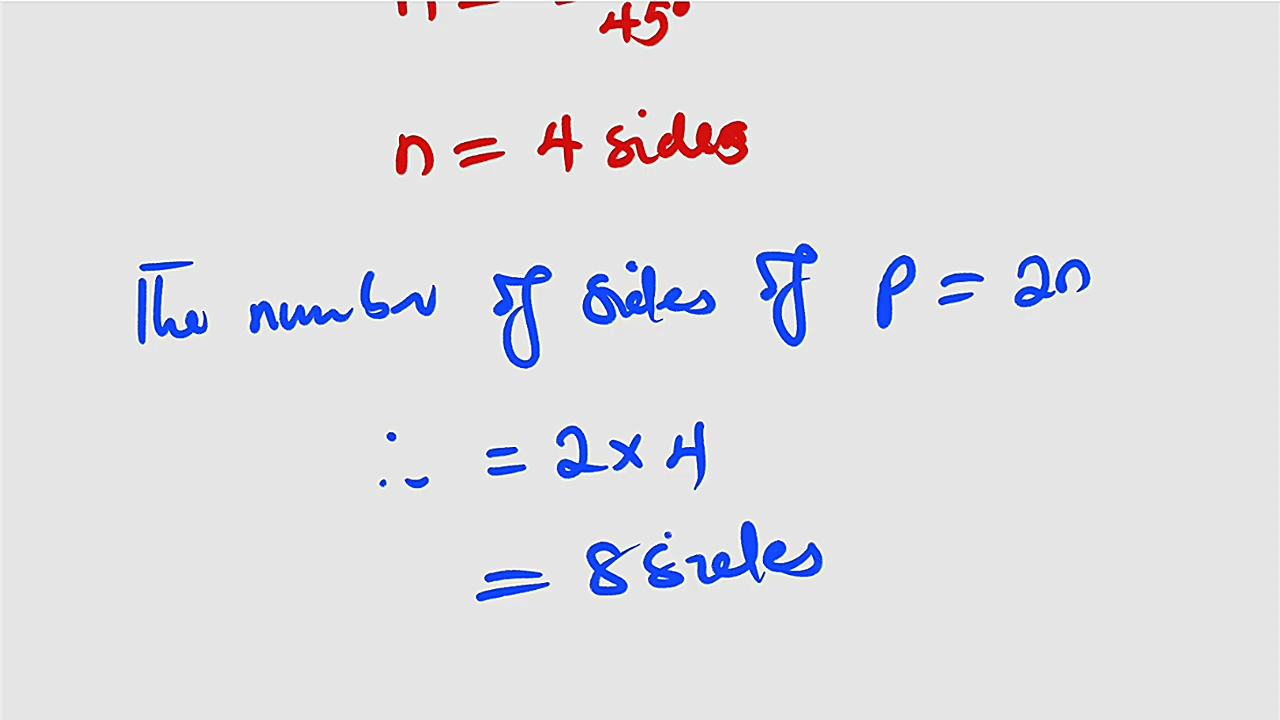 n =
45°
n = 4 sides
The number of sides of P = 2n
∴ = 2 × 4
= 8 sides